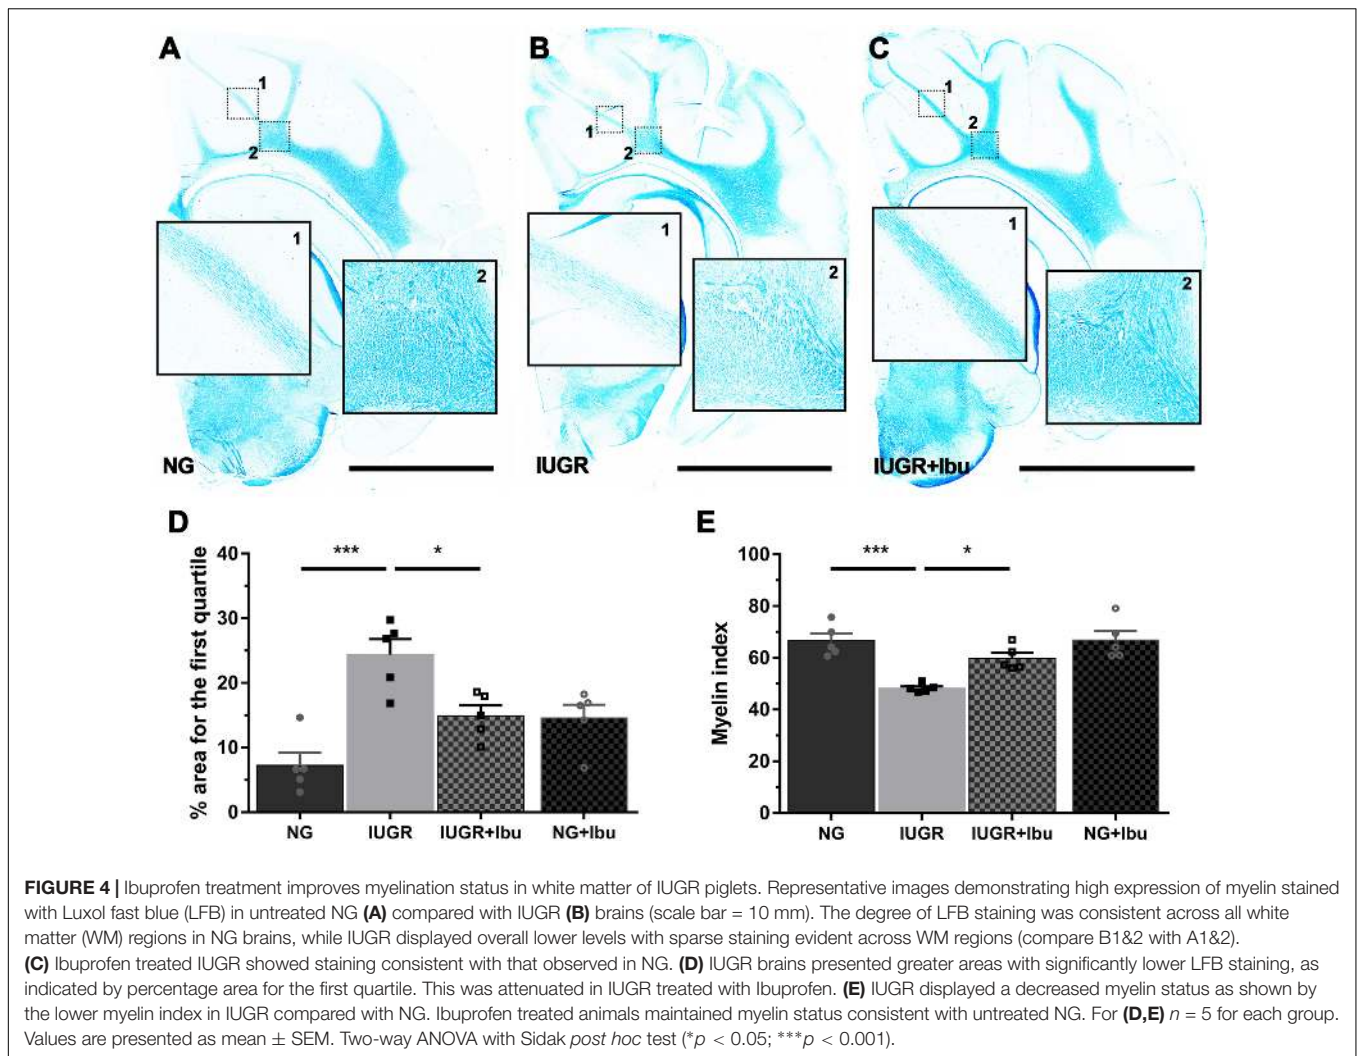 A
B
C
1
1
1
2
2
2
1
1
1
2
2
2
NG
IUGR
IUGR+Ibu
D
% area for the first quartile
40
30
20
10
0
***
*
NG
IUGR
IUGR+Ibu
NG+Ibu
E
Myelin index
100
80
60
40
20
0
***
*
NG
IUGR
IUGR+Ibu
NG+Ibu
FIGURE 4 | Ibuprofen treatment improves myelination status in white matter of IUGR piglets. Representative images demonstrating high expression of myelin stained
with Luxol fast blue (LFB) in untreated NG (A) compared with IUGR (B) brains (scale bar = 10 mm). The degree of LFB staining was consistent across all white
matter (WM) regions in NG brains, while IUGR displayed overall lower levels with sparse staining evident across WM regions (compare B1&2 with A1&2).
(C) Ibuprofen treated IUGR showed staining consistent with that observed in NG. (D) IUGR brains presented greater areas with significantly lower LFB staining, as
indicated by percentage area for the first quartile. This was attenuated in IUGR treated with Ibuprofen. (E) IUGR displayed a decreased myelin status as shown by
the lower myelin index in IUGR compared with NG. Ibuprofen treated animals maintained myelin status consistent with untreated NG. For (D,E) n = 5 for each group.
Values are presented as mean ± SEM. Two-way ANOVA with Sidak post hoc test (*p < 0.05; ***p < 0.001).